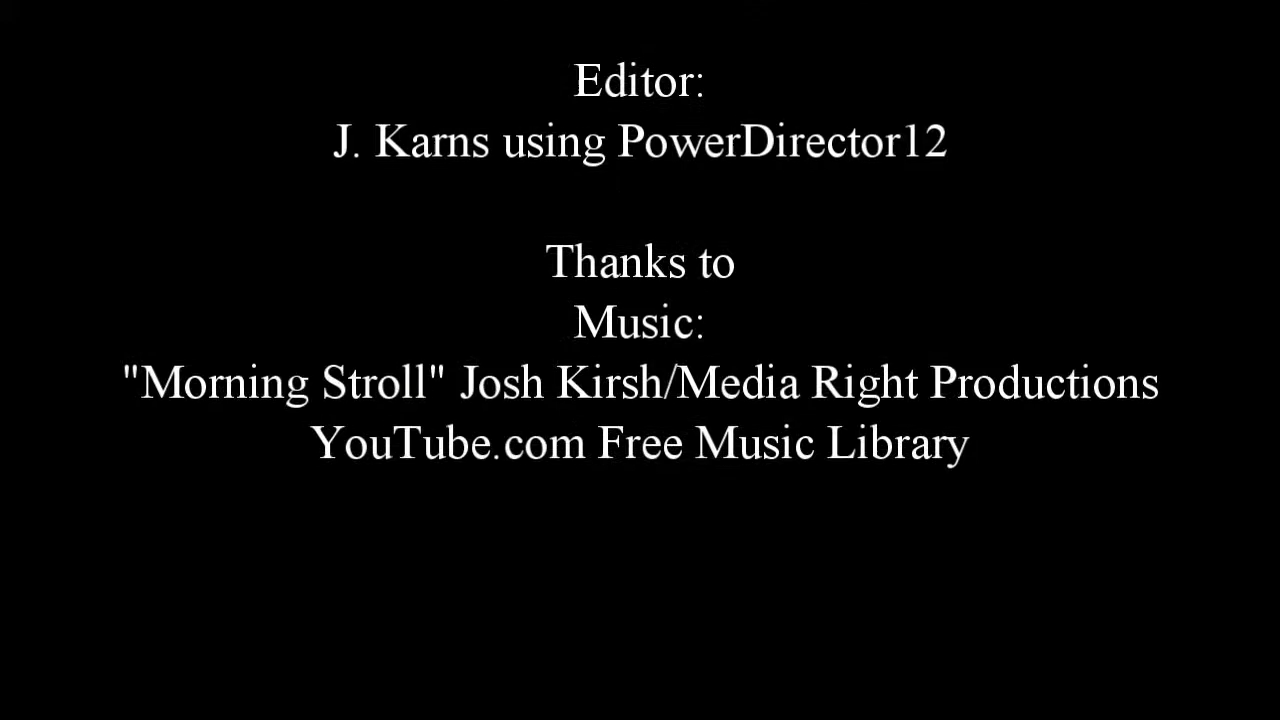 Editor:
J. Karns using PowerDirector12
Thanks to
Music:
"Morning Stroll" Josh Kirsh/Media Right Productions
YouTube.com Free Music Library